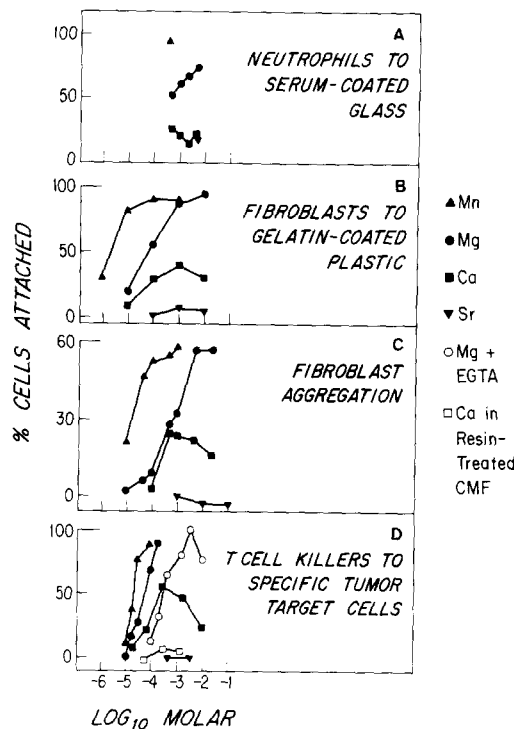 A
NEUTROPHILS TO
SERUM-COATED
GLASS
100
50
0
B
FIBROBLASTS TO
GELATIN-COATED
PLASTIC
100
50
0
C
FIBROBLAST
AGGREGATION
60
30
0
D
T CELL KILLERS TO
SPECIFIC TUMOR
TARGET CELLS
100
50
0
% CELLS ATTACHED
-6 -5 -4 -3 -2 -1
LOG10 MOLAR
Mn
Mg
Ca
Sr
Mg +
EGTA
Ca in
Resin-
Treated
CMF